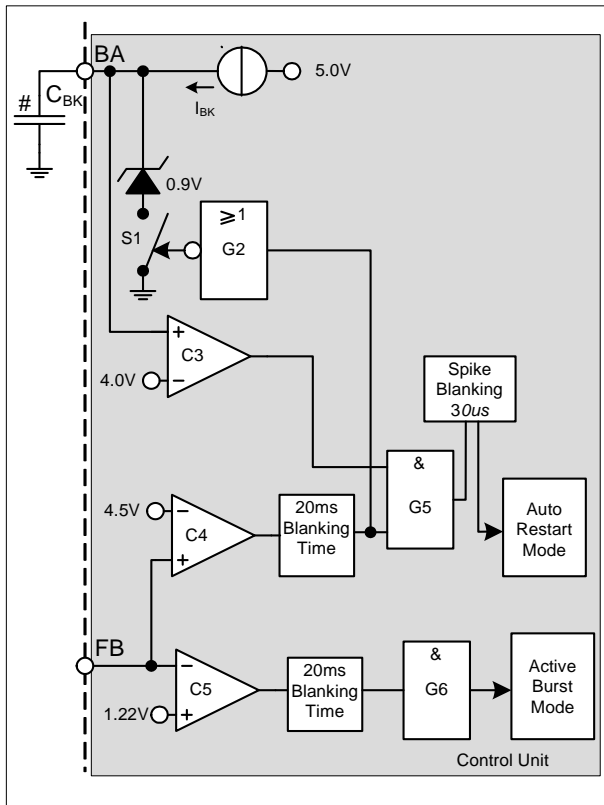 BA
5.0V
# C_BK
I_BK
0.9V
S1
≥1
G2
+
C3
4.0V
−
Spike
Blanking
30us
&
G5
4.5V
−
C4
+
20ms
Blanking
Time
Auto
Restart
Mode
FB
−
C5
1.22V
+
20ms
Blanking
Time
&
G6
Active
Burst
Mode
Control Unit